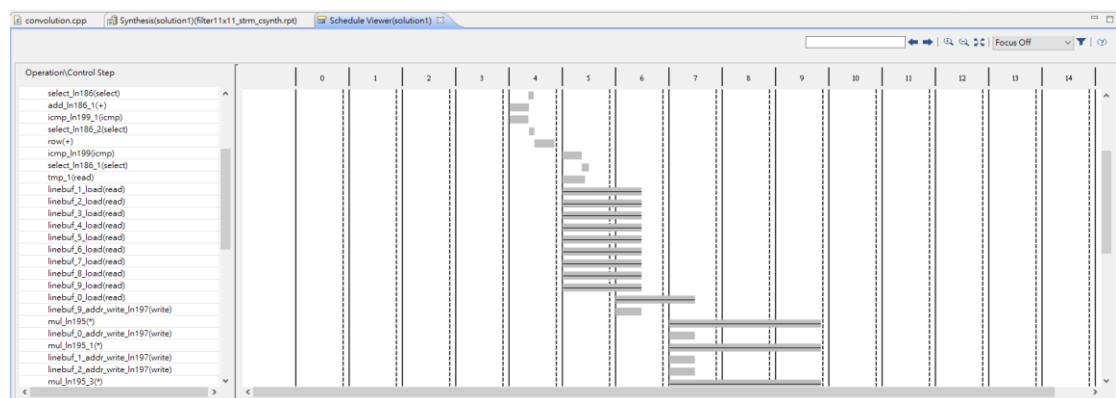 convolution.cpp Synthesis(solution1)(filter11x11_strm_csynth.rpt) Schedule Viewer(solution1)
Focus Off
Operation\Control Step 0 1 2 3 4 5 6 7 8 9 10 11 12 13 14
select_ln186(select)
add_ln186_1(+)
icmp_ln199_1(icmp)
select_ln186_2(select)
row(+)
icmp_ln199(icmp)
select_ln186_1(select)
tmp_1(read)
linebuf_1_load(read)
linebuf_2_load(read)
linebuf_3_load(read)
linebuf_4_load(read)
linebuf_5_load(read)
linebuf_6_load(read)
linebuf_7_load(read)
linebuf_8_load(read)
linebuf_9_load(read)
linebuf_0_load(read)
linebuf_9_addr_write_ln197(write)
mul_ln195(*)
linebuf_0_addr_write_ln197(write)
mul_ln195_1(*)
linebuf_1_addr_write_ln197(write)
linebuf_2_addr_write_ln197(write)
mul_ln195_3(*)